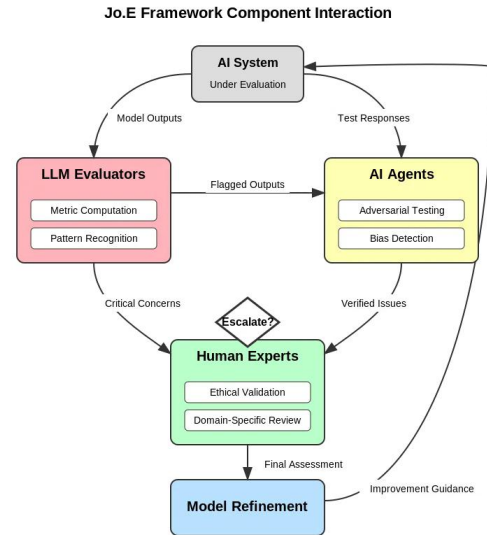 Jo.E Framework Component Interaction
AI System
Under Evaluation
Model Outputs
Test Responses
LLM Evaluators
Metric Computation
Pattern Recognition
Flagged Outputs
AI Agents
Adversarial Testing
Bias Detection
Critical Concerns
Escalate?
Verified Issues
Human Experts
Ethical Validation
Domain-Specific Review
Final Assessment
Model Refinement
Improvement Guidance